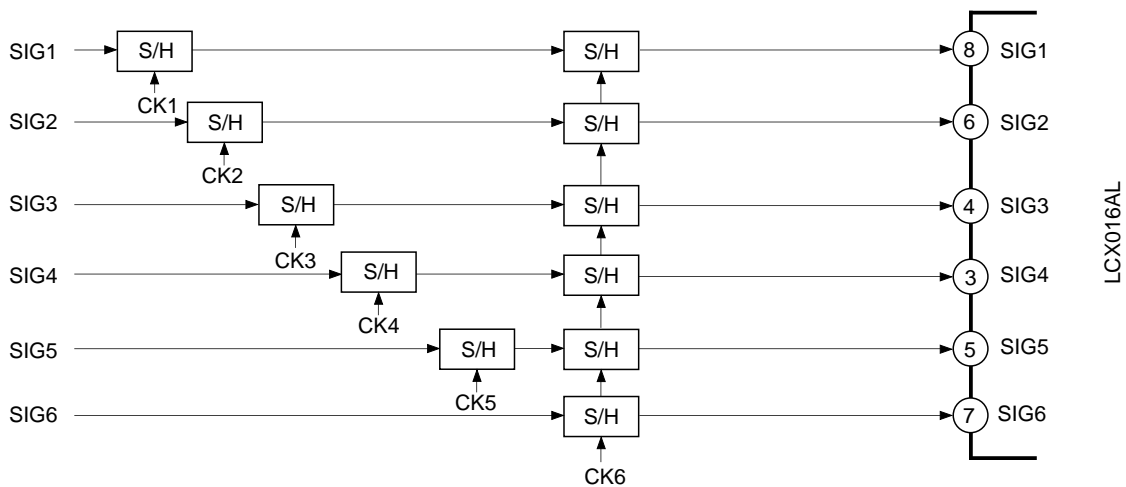 SIG1 S/H S/H 8 SIG1
CK1
SIG2 S/H S/H 6 SIG2
CK2
SIG3 S/H S/H 4 SIG3
CK3
SIG4 S/H S/H 3 SIG4
CK4
SIG5 S/H S/H 5 SIG5
CK5
SIG6 S/H 7 SIG6
CK6
LCX016AL